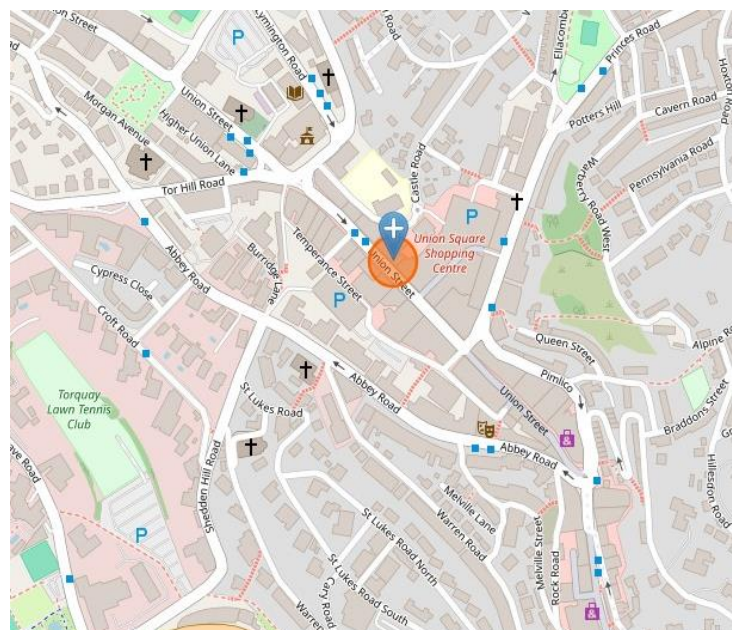 Union Street
Lymington Road
Road
Ellacombe
Princes Road
Hoxton Road
P
Union Street
Morgan Avenue
Higher Union Lane
Cavern Road
Potters Hill
Pennsylvania Road
Tor Hill Road
Castle Road
Warberry Road West
P
Abbey Road
Burridge Lane
Temperance Street
Union Square
Shopping
Centre
Union Street
Cypress Close
P
Croft Road
Queen Street
Alpine
Pimlico
Torquay
Lawn Tennis
Club
St Lukes Road
Abbey Road
Union Street
Braddons Street
Abbey Road
Road
Shedden Hill Road
Melville Lane
Hillesdon Road
Warren Road
P
St Lukes Road North
Melville Street
Rock Road
Cary Road
St Lukes Road South
Warren